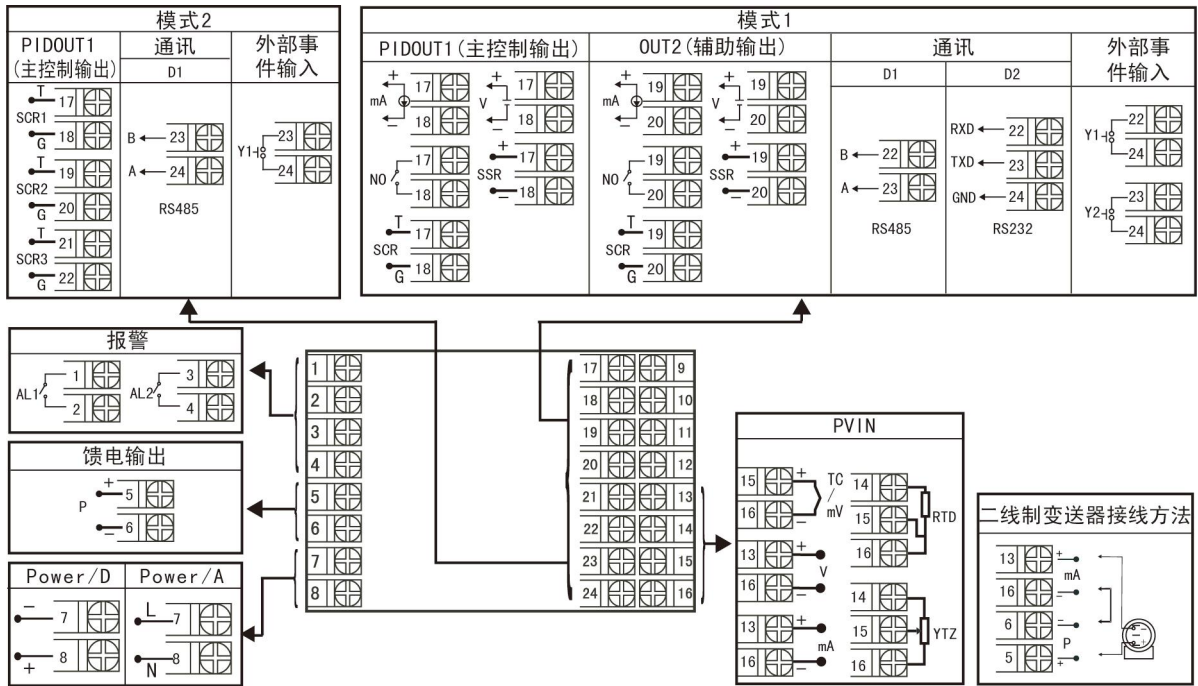 模式2
PIDOUT1
(主控制输出)
通讯
D1
外部事
件输入
T
17
SCR1
18
G
T
19
SCR2
20
G
T
21
SCR3
22
G
B 23
A 24
RS485
23
Y1
24
模式1
PIDOUT1(主控制输出)
OUT2(辅助输出)
通讯
D1
D2
外部事
件输入
+
17
mA
18
−
+
17
V
18
−
17
NO
18
+
17
SSR
18
−
T
17
SCR
18
G
+
19
mA
20
−
+
19
V
20
−
19
NO
20
+
19
SSR
20
−
T
19
SCR
20
G
B 22
A 23
RS485
RXD 22
TXD 23
GND 24
RS232
22
Y1
24
23
Y2
24
报警
1
AL1
2
3
AL2
4
馈电输出
+
5
P
6
−
Power/D
Power/A
−
7
8
+
L
7
8
N
1
2
3
4
5
6
7
8
17 9
18 10
19 11
20 12
21 13
22 14
23 15
24 16
PVIN
15 +
TC
/
mV
16 −
13 +
V
16 −
13 +
mA
16 −
14
15
RTD
16
14
15
YTZ
16
二线制变送器接线方法
13 +
mA
16 −
6 −
P
5 +
−
+